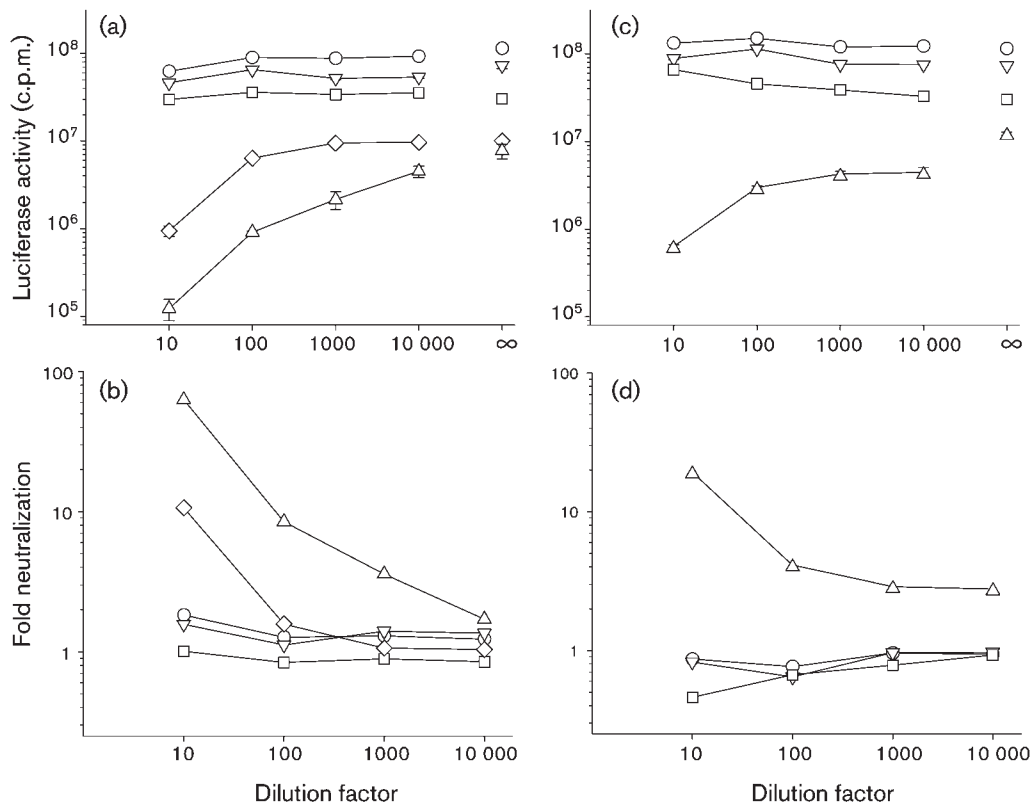 (a)
Luciferase activity (c.p.m.)
10⁸
10⁷
10⁶
10⁵
10 100 1000 10 000 ∞
(c)
10⁸
10⁷
10⁶
10⁵
10 100 1000 10 000 ∞
(b)
Fold neutralization
100
10
1
10 100 1000 10 000
Dilution factor
(d)
100
10
1
10 100 1000 10 000
Dilution factor